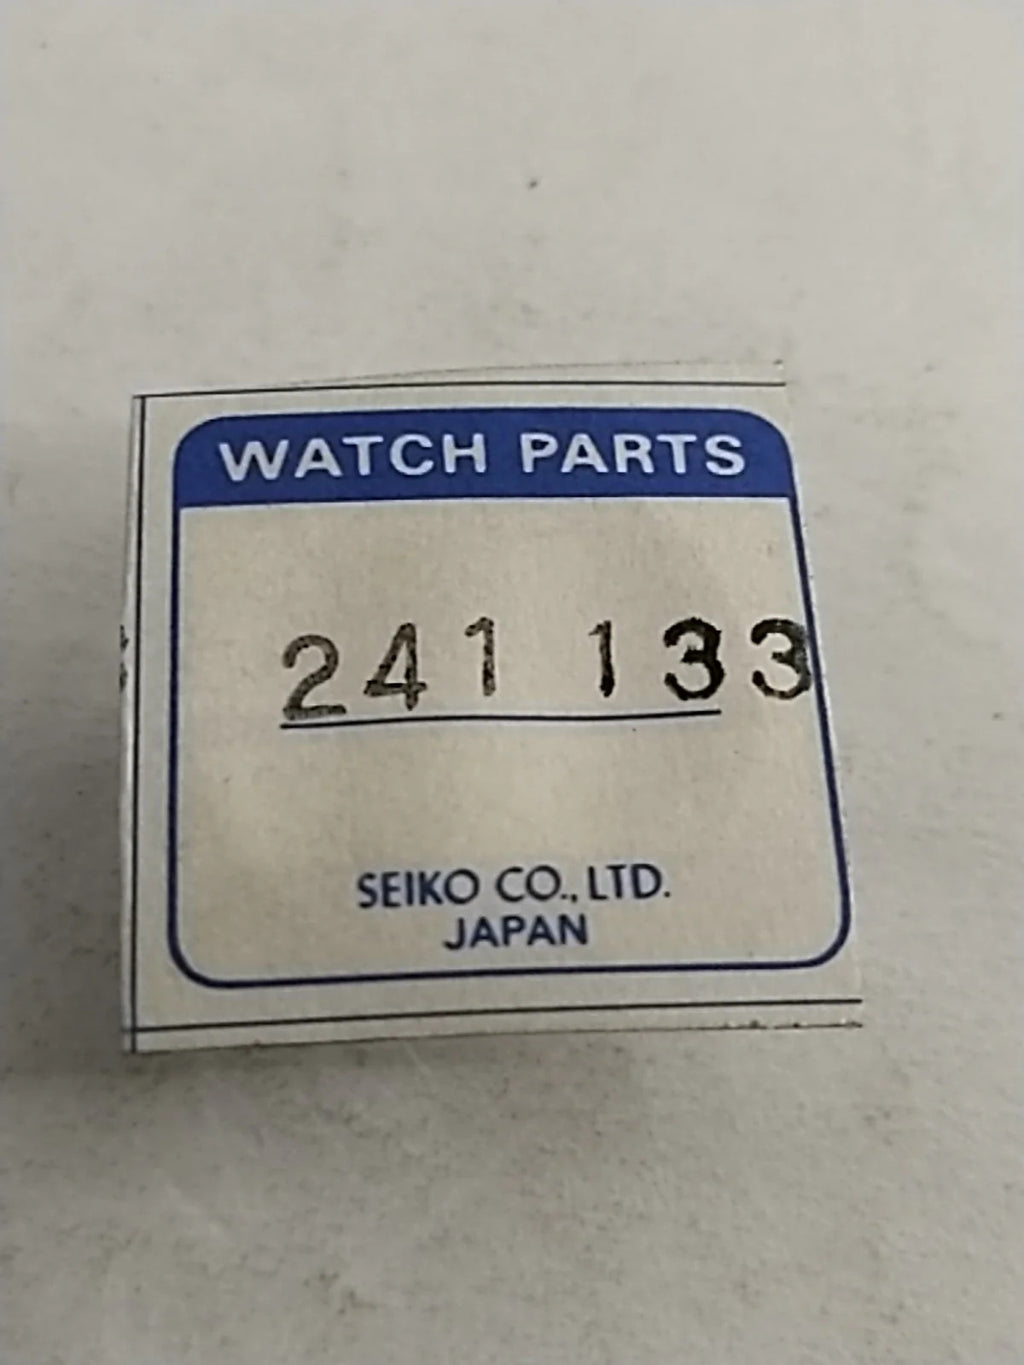 WATCH PARTS
241 133
SEIKO CO., LTD.
JAPAN